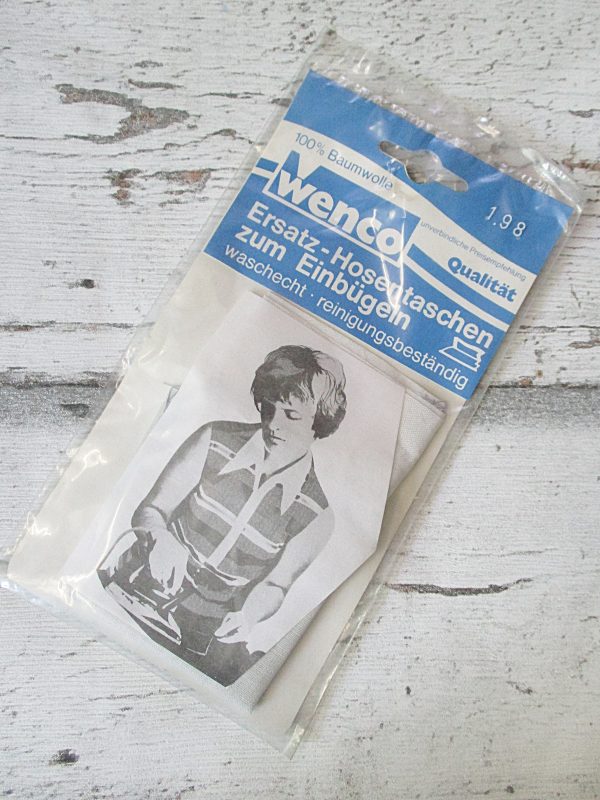 100% Baumwolle
wenco
1.98
unverbindliche Preisempfehlung
Qualität
Ersatz-Hosentaschen
zum Einbügeln
waschecht · reinigungsbeständig